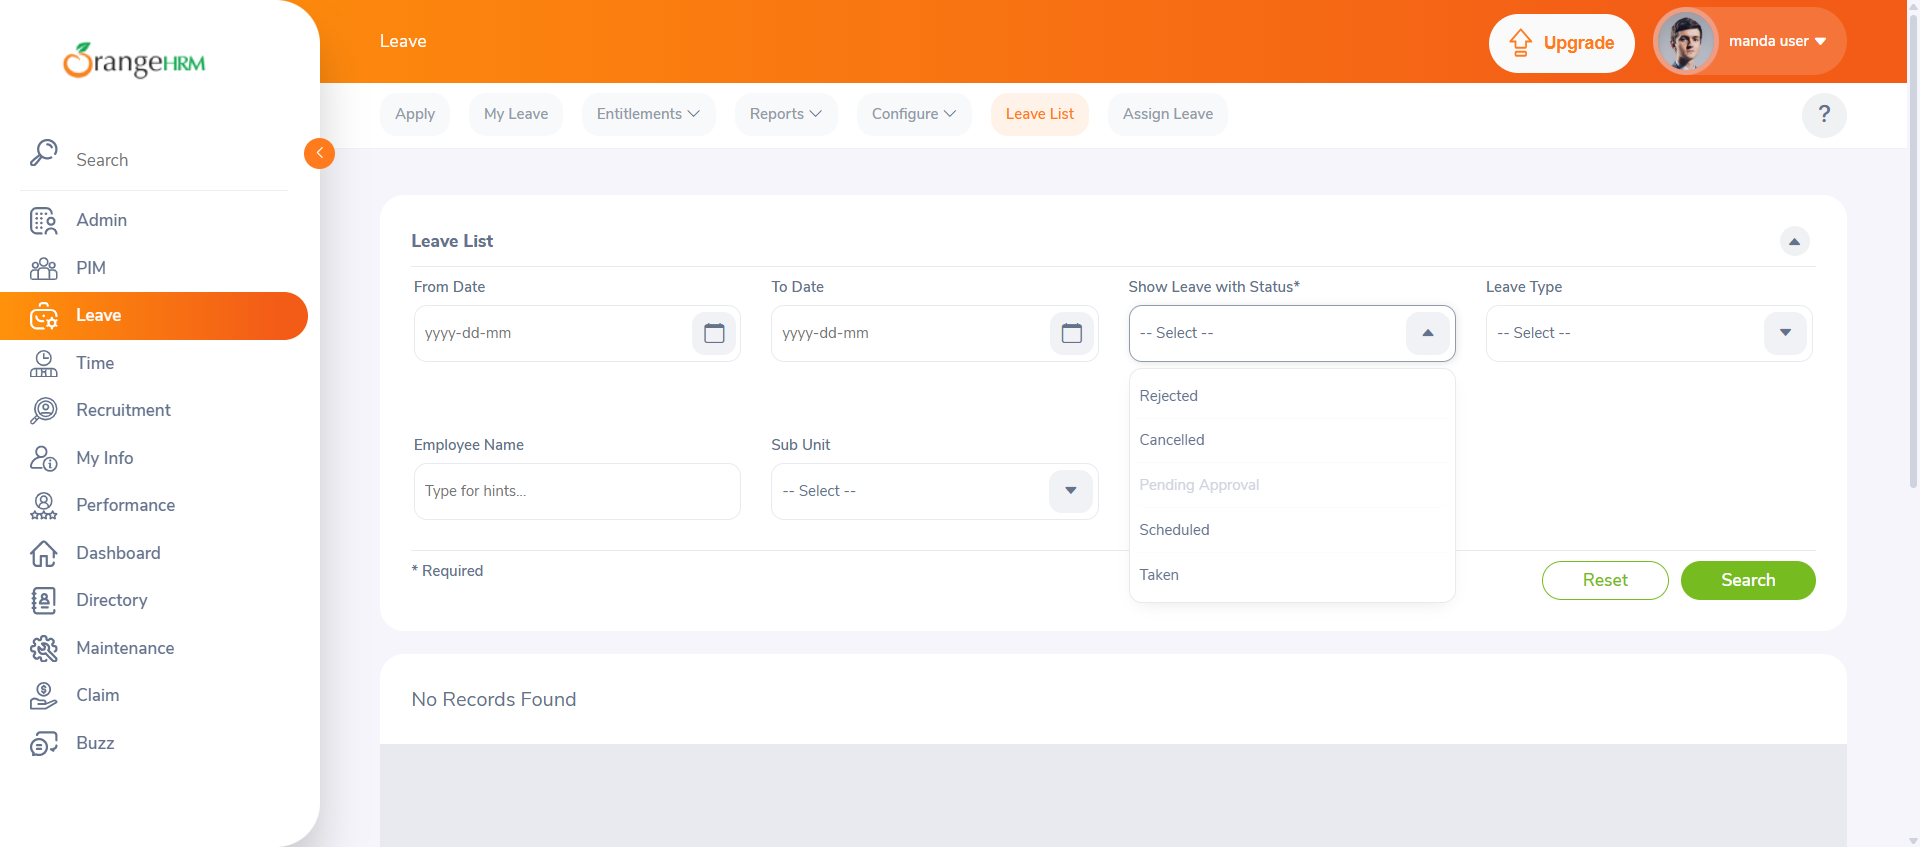 OrangeHRM
Leave
Upgrade
manda user
Apply
My Leave
Entitlements
Reports
Configure
Leave List
Assign Leave
?
Search
Admin
PIM
Leave
Time
Recruitment
My Info
Performance
Dashboard
Directory
Maintenance
Claim
Buzz
Leave List
From Date
To Date
Show Leave with Status*
Leave Type
yyyy-dd-mm
yyyy-dd-mm
-- Select --
-- Select --
Rejected
Cancelled
Pending Approval
Scheduled
Taken
Employee Name
Sub Unit
Type for hints...
-- Select --
* Required
Reset
Search
No Records Found